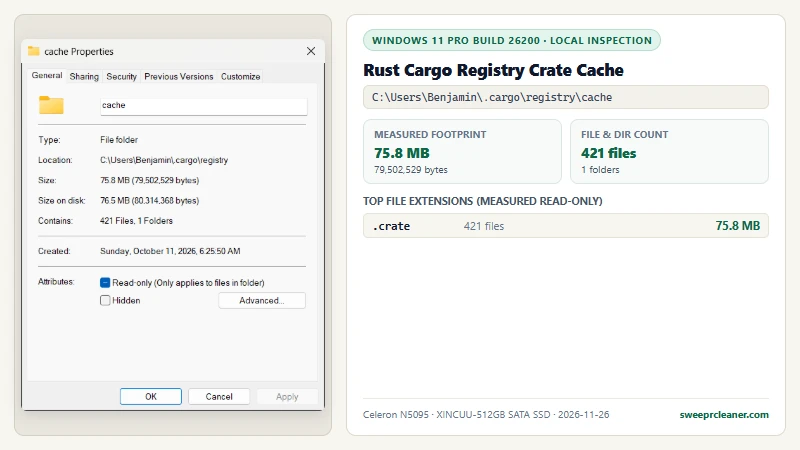 cache Properties
General Sharing Security Previous Versions Customize
cache
Type: File folder
Location: C:\Users\Benjamin\.cargo\registry
Size: 75.8 MB (79,502,529 bytes)
Size on disk: 76.5 MB (80,314,368 bytes)
Contains: 421 Files, 1 Folders
Created: Sunday, October 11, 2026, 6:25:50 AM
Attributes: Read-only (Only applies to files in folder)
Hidden Advanced...
OK Cancel Apply
WINDOWS 11 PRO BUILD 26200 · LOCAL INSPECTION
Rust Cargo Registry Crate Cache
C:\Users\Benjamin\.cargo\registry\cache
MEASURED FOOTPRINT
75.8 MB
79,502,529 bytes
FILE & DIR COUNT
421 files
1 folders
TOP FILE EXTENSIONS (MEASURED READ-ONLY)
.crate 421 files 75.8 MB
Celeron N5095 · XINCUU-512GB SATA SSD · 2026-11-26
sweeprcleaner.com